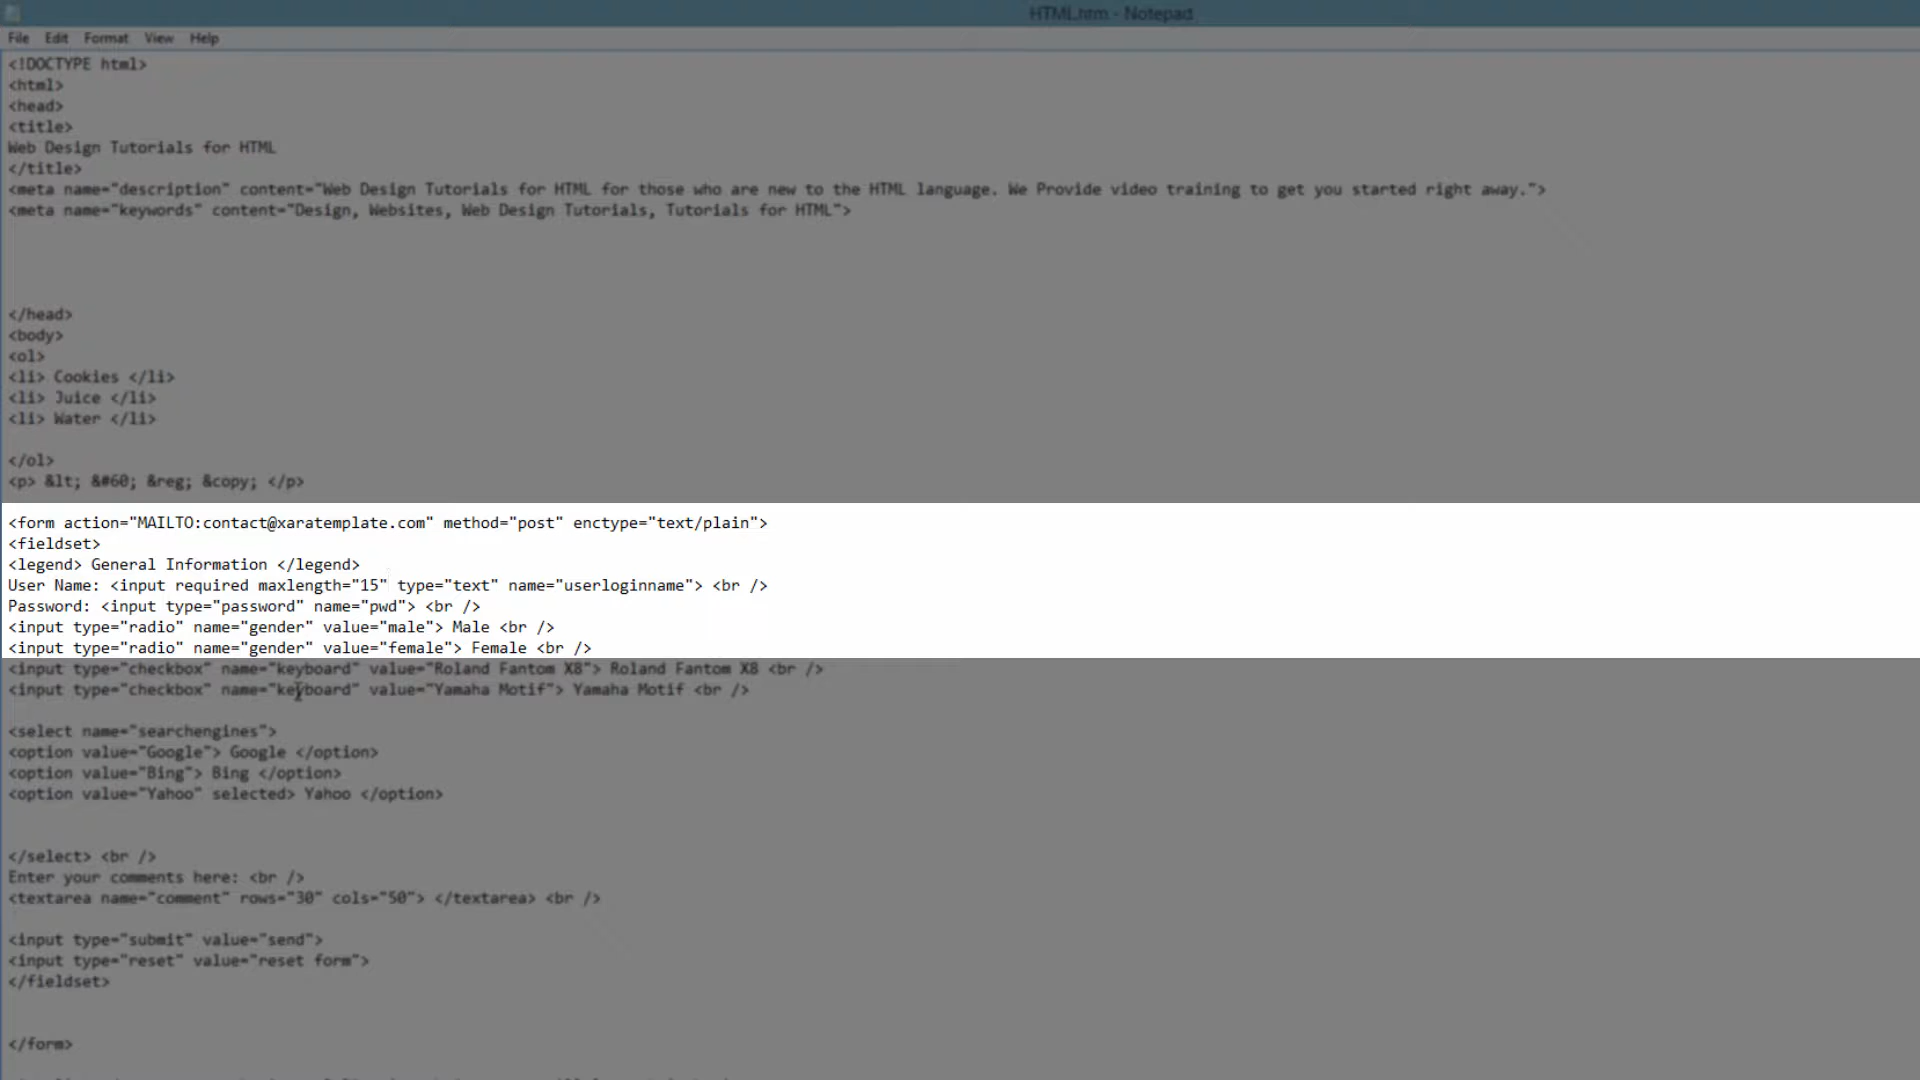 HTML.htm - Notepad
File Edit Format View Help
<!DOCTYPE html>
<html>
<head>
<title>
Web Design Tutorials for HTML
</title>
<meta name="description" content="Web Design Tutorials for HTML for those who are new to the HTML language. We Provide video training to get you started right away.">
<meta name="keywords" content="Design, Websites, Web Design Tutorials, Tutorials for HTML">
</head>
<body>
<ol>
<li> Cookies </li>
<li> Juice </li>
<li> Water </li>
</ol>
<p> &lt; &#60; &reg; &copy; </p>
<form action="MAILTO:contact@xaratemplate.com" method="post" enctype="text/plain">
<fieldset>
<legend> General Information </legend>
User Name: <input required maxlength="15" type="text" name="userloginname"> <br />
Password: <input type="password" name="pwd"> <br />
<input type="radio" name="gender" value="male"> Male <br />
<input type="radio" name="gender" value="female"> Female <br />
<input type="checkbox" name="keyboard" value="Roland Fantom X8"> Roland Fantom X8 <br />
<input type="checkbox" name="keyboard" value="Yamaha Motif"> Yamaha Motif <br />
<select name="searchengines">
<option value="Google"> Google </option>
<option value="Bing"> Bing </option>
<option value="Yahoo" selected> Yahoo </option>
</select> <br />
Enter your comments here: <br />
<textarea name="comment" rows="30" cols="50"> </textarea> <br />
<input type="submit" value="send">
<input type="reset" value="reset form">
</fieldset>
</form>